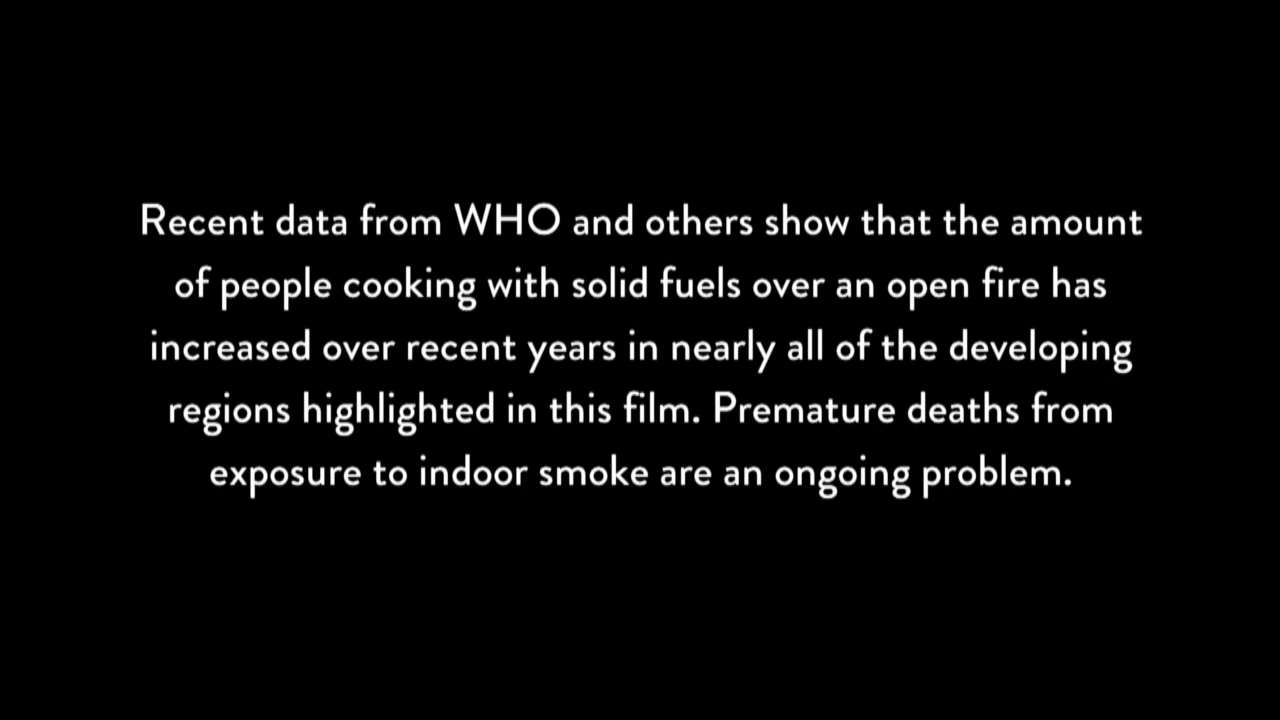 Recent data from WHO and others show that the amount
of people cooking with solid fuels over an open fire has
increased over recent years in nearly all of the developing
regions highlighted in this film. Premature deaths from
exposure to indoor smoke are an ongoing problem.